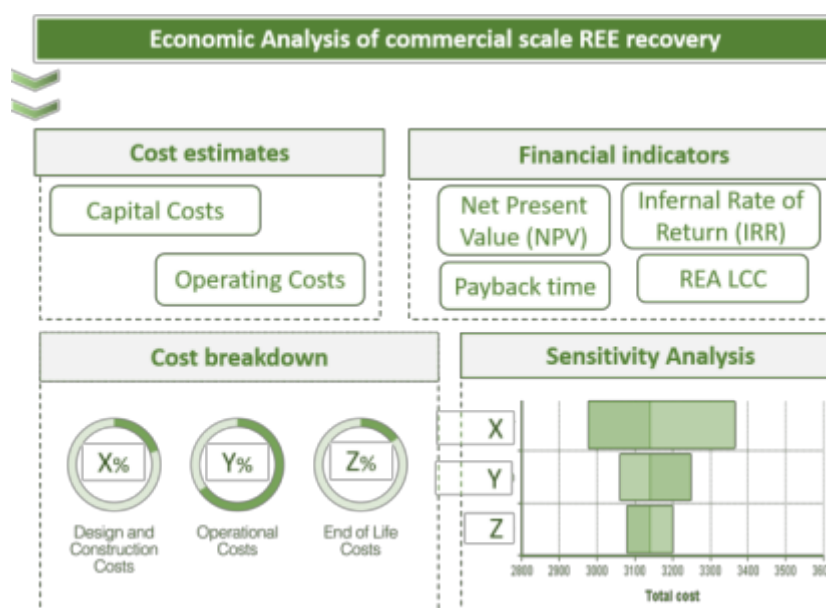 Economic Analysis of commercial scale REE recovery
Cost estimates
Capital Costs
Operating Costs
Financial indicators
Net Present
Value (NPV)
Infernal Rate of
Return (IRR)
Payback time
REA LCC
Cost breakdown
X%
Y%
Z%
Design and
Construction
Costs
Operational
Costs
End of Life
Costs
Sensitivity Analysis
X
Y
Z
2800 2900 3000 3100 3200 3300 3400 3500
Total cost